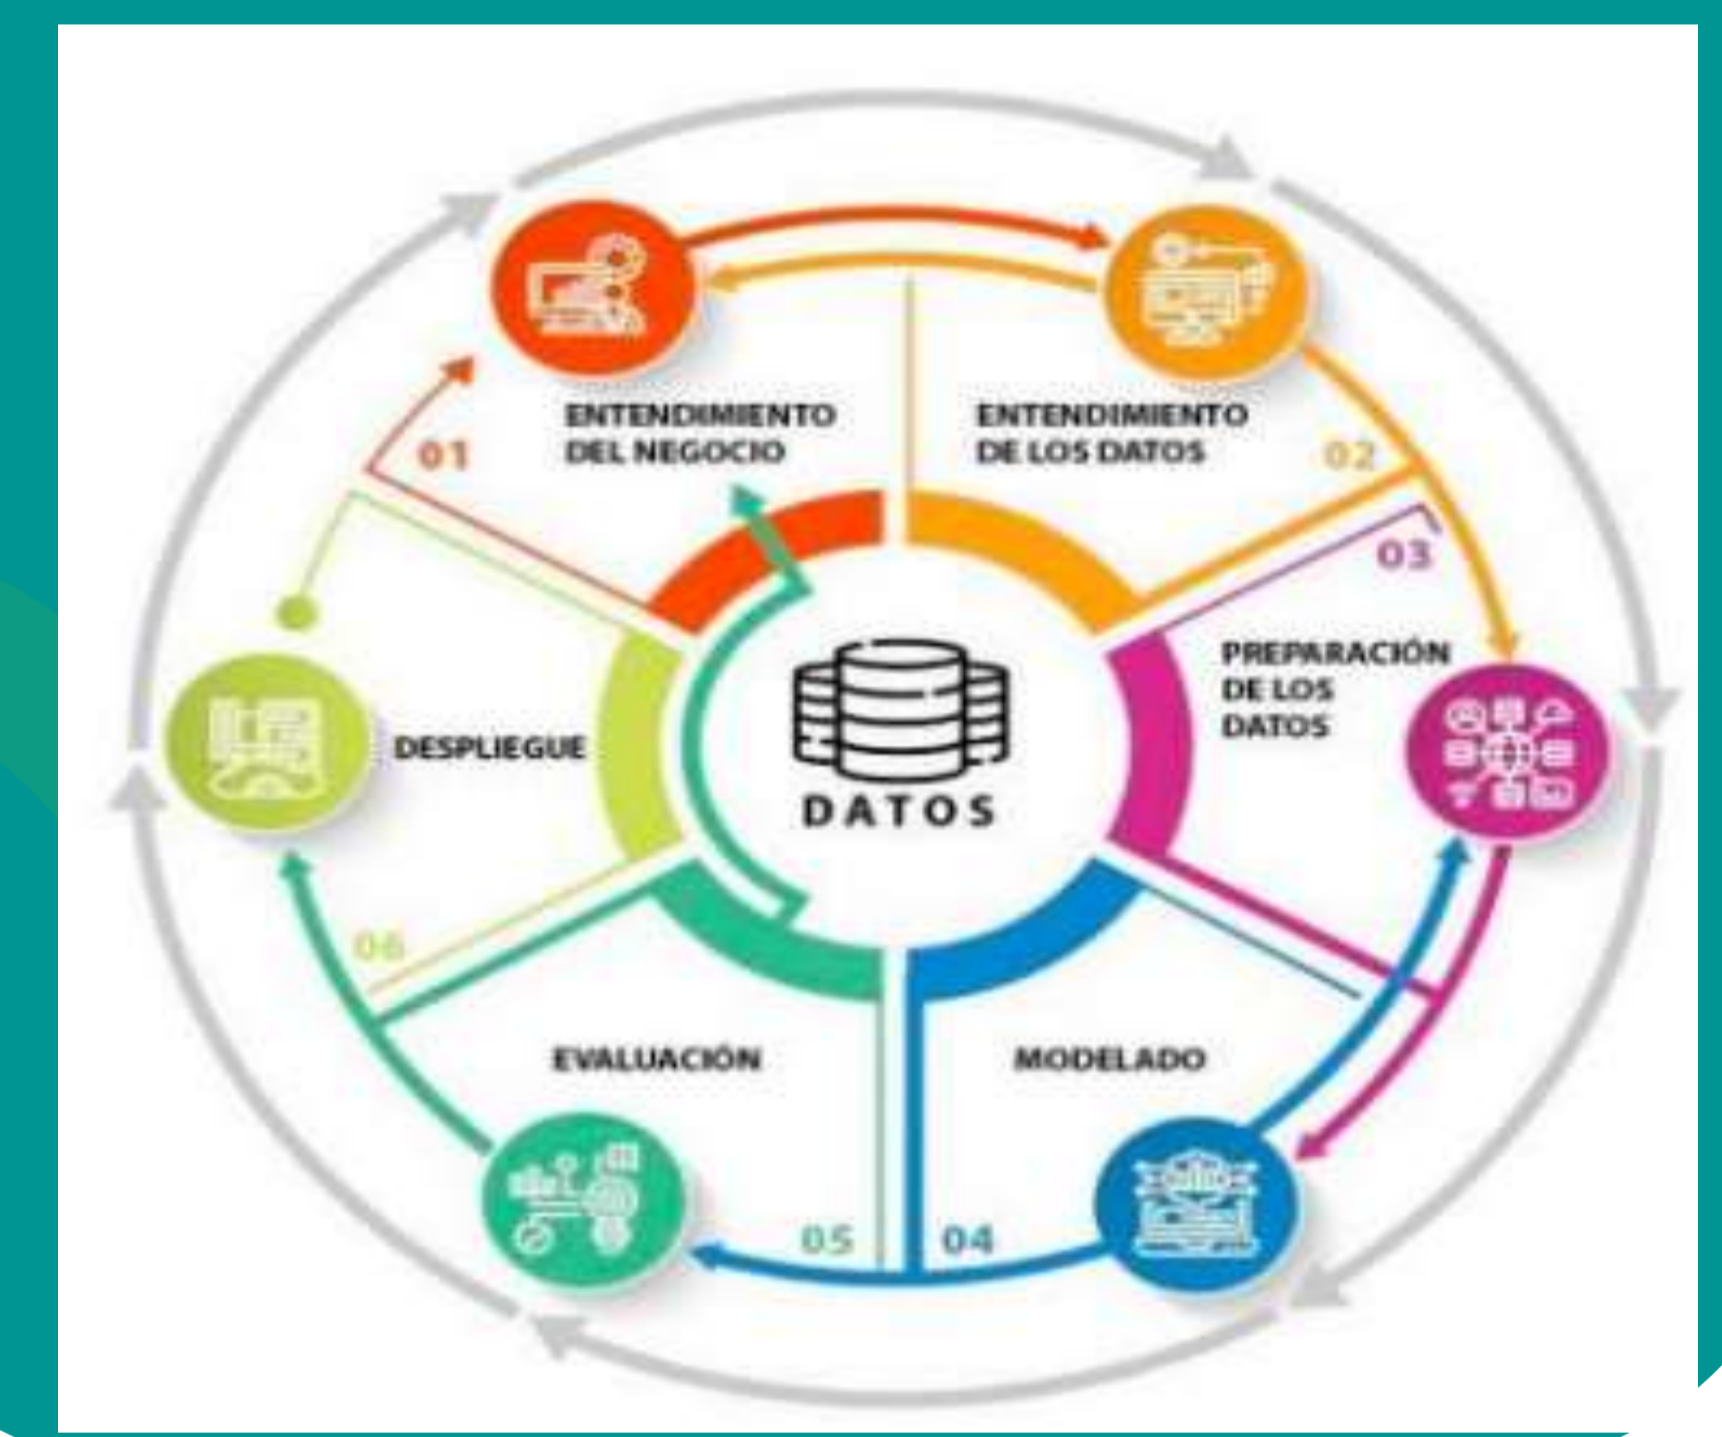 01
ENTENDIMIENTO
DEL NEGOCIO
ENTENDIMIENTO
DE LOS DATOS
02
03
PREPARACIÓN
DE LOS
DATOS
DESPLIEGUE
DATOS
06
EVALUACIÓN
MODELADO
05
04